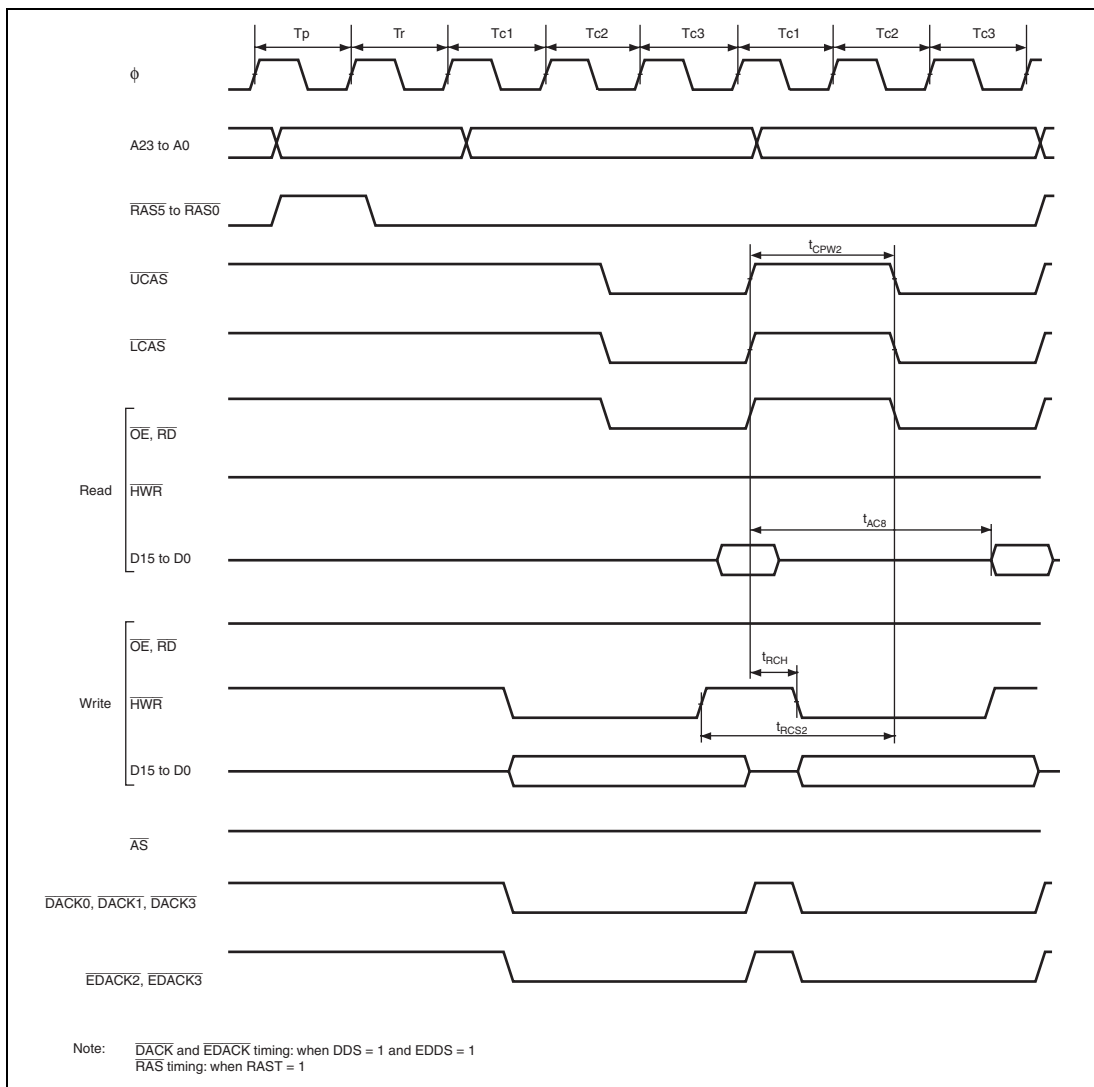 Tp Tr Tc1 Tc2 Tc3 Tc1 Tc2 Tc3
ϕ
A23 to A0
RAS5 to RAS0
tCPW2
UCAS
LCAS
OE, RD
Read HWR
tAC8
D15 to D0
OE, RD
tRCH
Write HWR
tRCS2
D15 to D0
AS
DACK0, DACK1, DACK3
EDACK2, EDACK3
Note: DACK and EDACK timing: when DDS = 1 and EDDS = 1
RAS timing: when RAST = 1